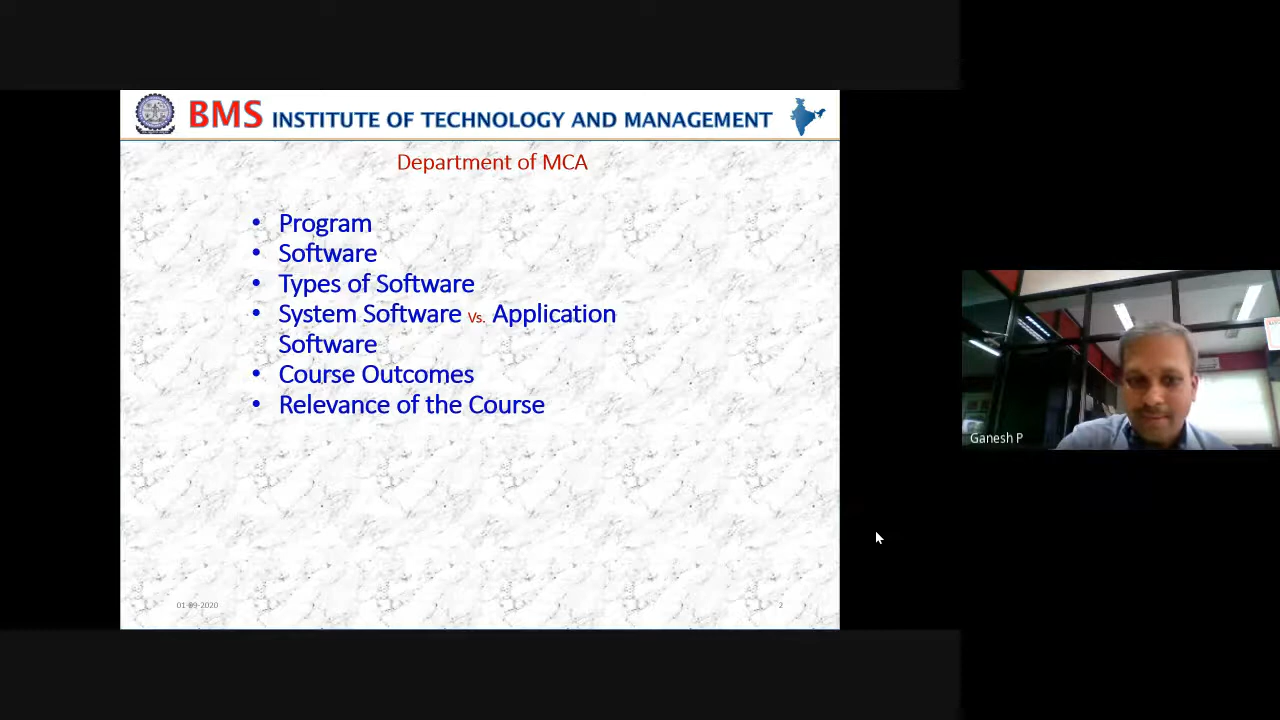 BMS INSTITUTE OF TECHNOLOGY AND MANAGEMENT
Department of MCA
• Program
• Software
• Types of Software
• System Software Vs. Application
Software
• Course Outcomes
• Relevance of the Course
Ganesh P
01-09-2020
2